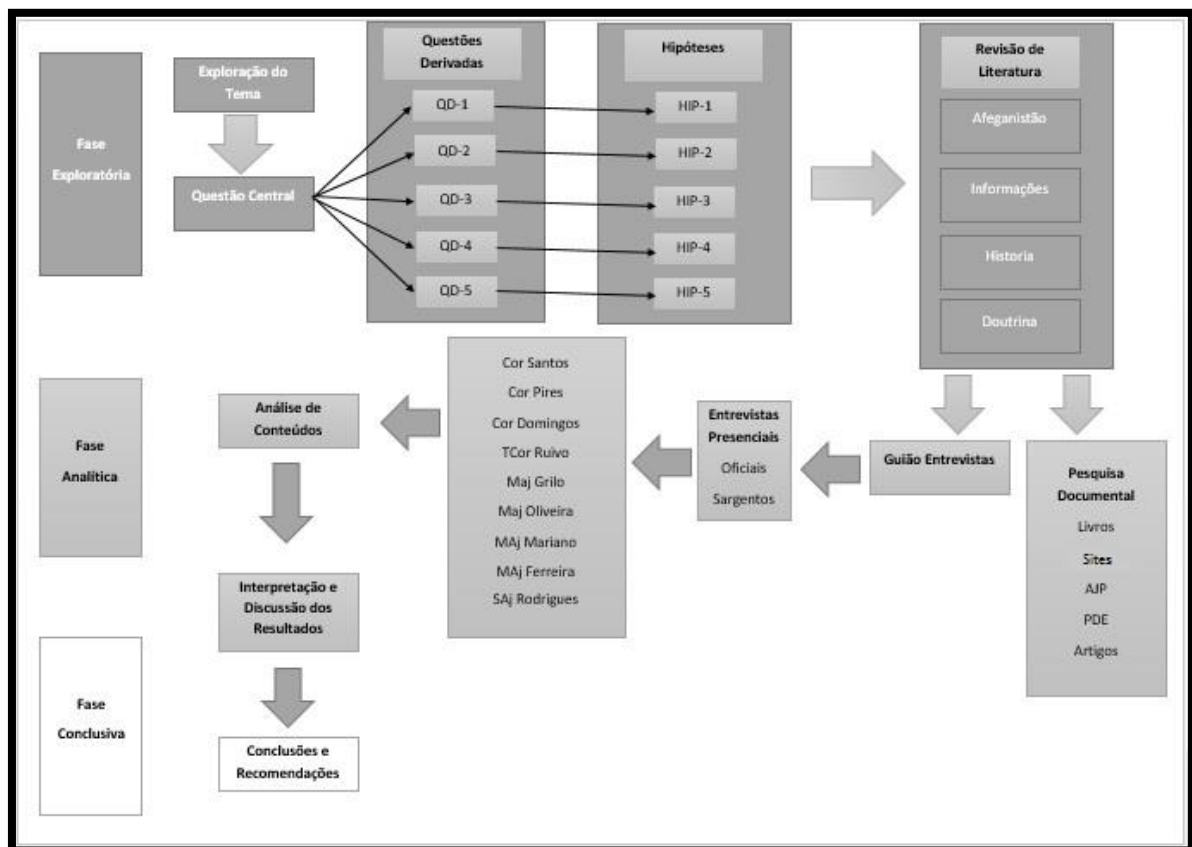 Fase
Exploratória
Exploração do
Tema
Questão Central
Questões
Derivadas
QD-1
QD-2
QD-3
QD-4
QD-5
Hipóteses
HIP-1
HIP-2
HIP-3
HIP-4
HIP-5
Revisão de
Literatura
Afeganistão
Informações
Historia
Doutrina
Fase
Analítica
Análise de
Conteúdos
Cor Santos
Cor Pires
Cor Domingos
TCor Ruivo
Maj Grilo
Maj Oliveira
MAj Mariano
MAj Ferreira
SAj Rodrigues
Entrevistas
Presenciais
Oficiais
Sargentos
Guião Entrevistas
Pesquisa
Documental
Livros
Sites
AJP
PDE
Artigos
Interpretação e
Discussão dos
Resultados
Fase
Conclusiva
Conclusões e
Recomendações